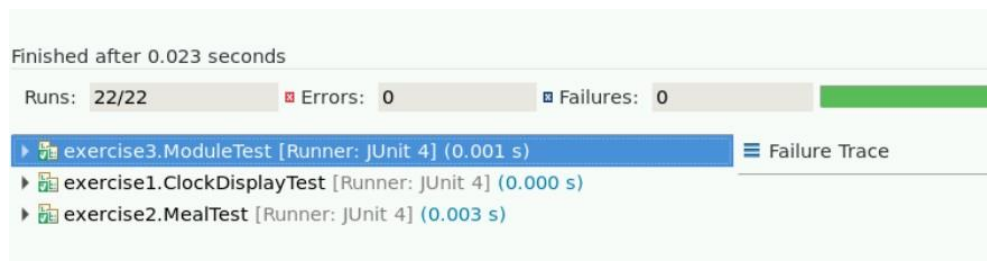 Finished after 0.023 seconds
Runs: 22/22 Errors: 0 Failures: 0
exercise3.ModuleTest [Runner: JUnit 4] (0.001 s)
Failure Trace
exercise1.ClockDisplayTest [Runner: JUnit 4] (0.000 s)
exercise2.MealTest [Runner: JUnit 4] (0.003 s)